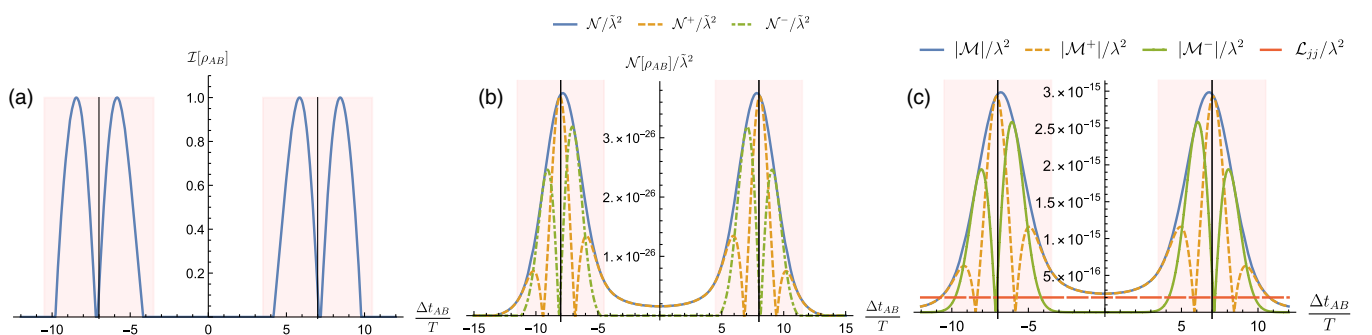 𝒩/λ̃² 𝒩⁺/λ̃² 𝒩⁻/λ̃²
(a)
ℐ[ρ_AB]
1.0
0.8
0.6
0.4
0.2
−10 −5 0 5 10
Δt_AB/T
(b)
𝒩[ρ_AB]/λ̃²
3.×10⁻²⁶
2.×10⁻²⁶
1.×10⁻²⁶
−15 −10 −5 0 5 10 15
Δt_AB/T
|ℳ|/λ² |ℳ⁺|/λ² |ℳ⁻|/λ² ℒ_jj/λ²
(c)
3.×10⁻¹⁵
2.5×10⁻¹⁵
2.×10⁻¹⁵
1.5×10⁻¹⁵
1.×10⁻¹⁵
5.×10⁻¹⁶
−10 −5 0 5 10
Δt_AB/T